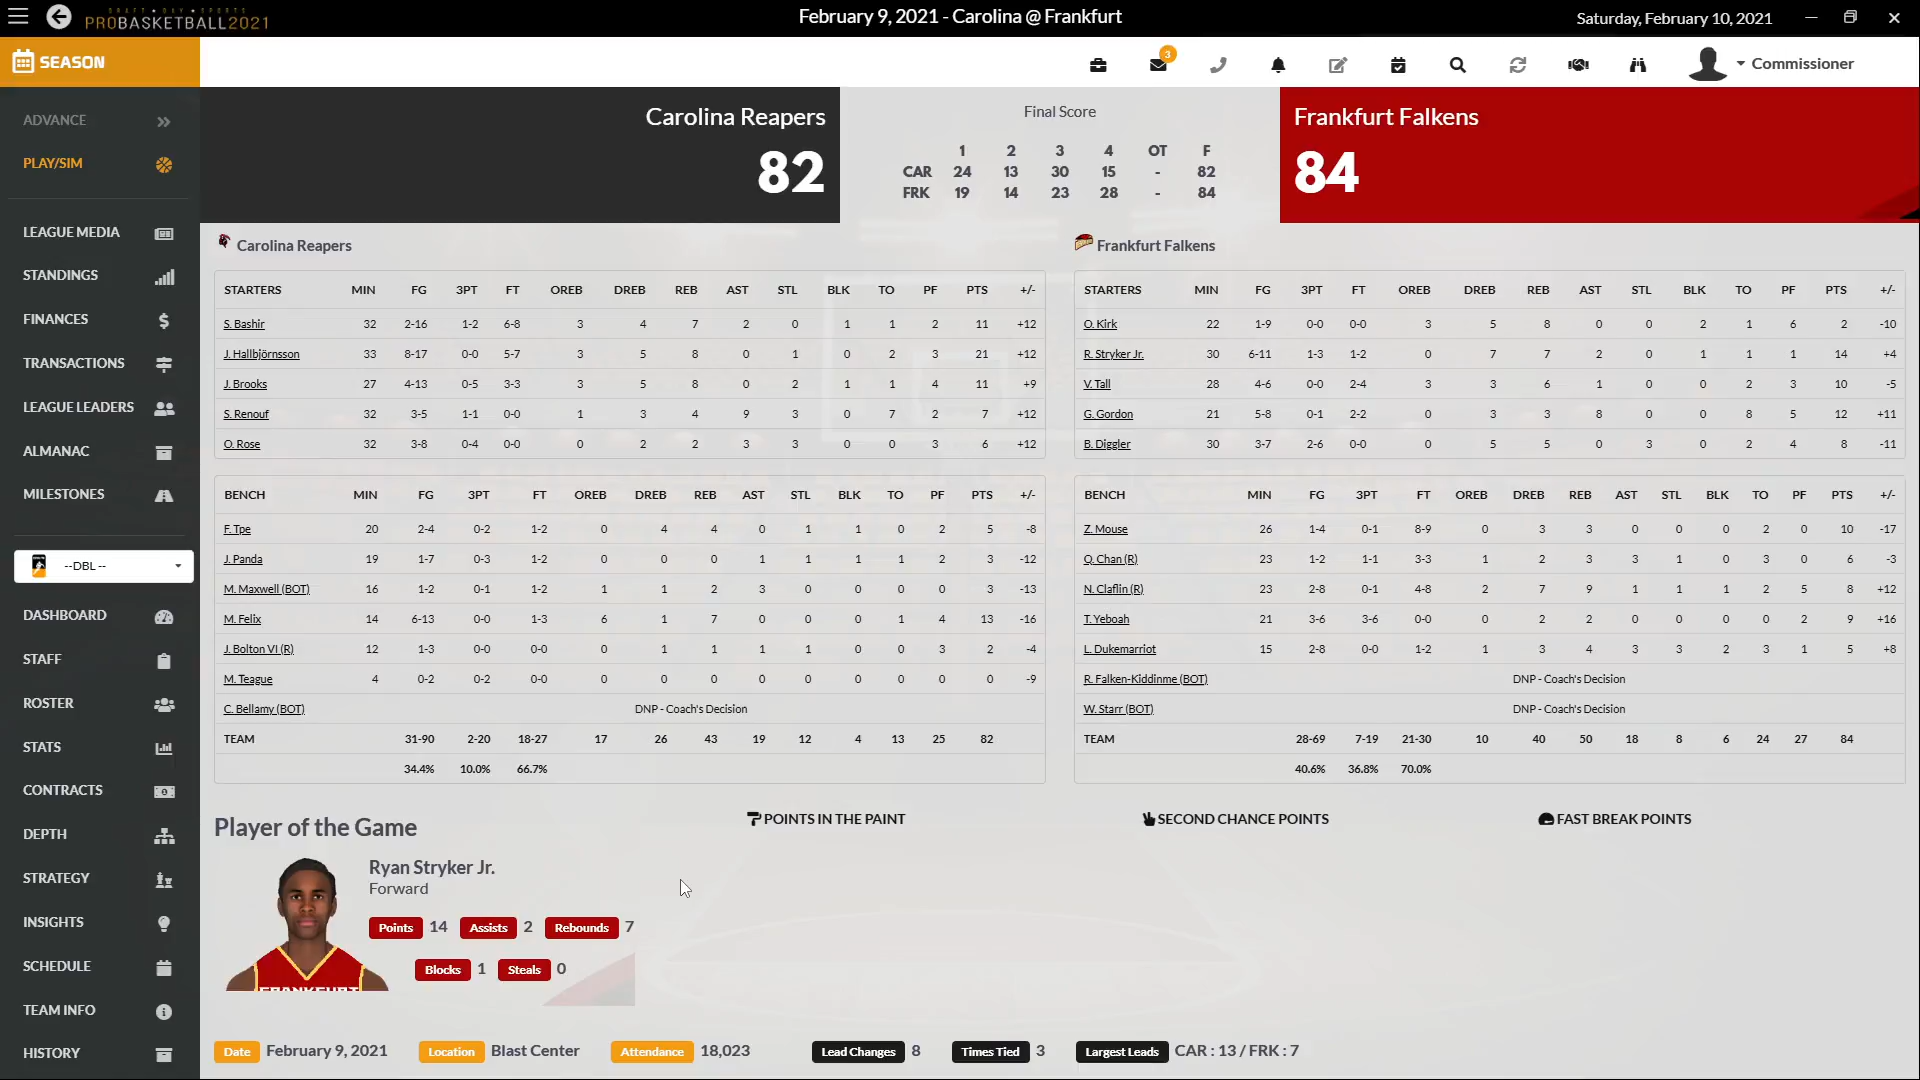 DRAFT • DAY • SPORTS
PROBASKETBALL2021
February 9, 2021 - Carolina @ Frankfurt
Saturday, February 10, 2021
SEASON
3
Commissioner
ADVANCE
PLAY/SIM
LEAGUE MEDIA
STANDINGS
FINANCES
TRANSACTIONS
LEAGUE LEADERS
ALMANAC
MILESTONES
--DBL --
DASHBOARD
STAFF
ROSTER
STATS
CONTRACTS
DEPTH
STRATEGY
INSIGHTS
SCHEDULE
TEAM INFO
HISTORY
Carolina Reapers
82
Final Score
1 2 3 4 OT F
CAR 24 13 30 15 - 82
FRK 19 14 23 28 - 84
Frankfurt Falkens
84
Carolina Reapers
STARTERS MIN FG 3PT FT OREB DREB REB AST STL BLK TO PF PTS +/-
S. Bashir 32 2-16 1-2 6-8 3 4 7 2 0 1 1 2 11 +12
J. Hallbjörnsson 33 8-17 0-0 5-7 3 5 8 0 1 0 2 3 21 +12
J. Brooks 27 4-13 0-5 3-3 3 5 8 0 2 1 1 4 11 +9
S. Renouf 32 3-5 1-1 0-0 1 3 4 9 3 0 7 2 7 +12
O. Rose 32 3-8 0-4 0-0 0 2 2 3 3 0 0 3 6 +12
BENCH MIN FG 3PT FT OREB DREB REB AST STL BLK TO PF PTS +/-
F. Tpe 20 2-4 0-2 1-2 0 4 4 0 1 1 0 2 5 -8
J. Panda 19 1-7 0-3 1-2 0 0 0 1 1 1 1 2 3 -12
M. Maxwell (BOT) 16 1-2 0-1 1-2 1 1 2 3 0 0 0 0 3 -13
M. Felix 14 6-13 0-0 1-3 6 1 7 0 0 0 1 4 13 -16
J. Bolton VI (R) 12 1-3 0-0 0-0 0 1 1 1 1 0 0 3 2 -4
M. Teague 4 0-2 0-2 0-0 0 0 0 0 0 0 0 0 0 -9
C. Bellamy (BOT) DNP - Coach's Decision
TEAM 31-90 2-20 18-27 17 26 43 19 12 4 13 25 82
34.4% 10.0% 66.7%
Frankfurt Falkens
STARTERS MIN FG 3PT FT OREB DREB REB AST STL BLK TO PF PTS +/-
O. Kirk 22 1-9 0-0 0-0 3 5 8 0 0 2 1 6 2 -10
R. Stryker Jr. 30 6-11 1-3 1-2 0 7 7 2 0 1 1 1 14 +4
V. Tall 28 4-6 0-0 2-4 3 3 6 1 0 0 2 3 10 -5
G. Gordon 21 5-8 0-1 2-2 0 3 3 8 0 0 8 5 12 +11
B. Diggler 30 3-7 2-6 0-0 0 5 5 0 3 0 2 4 8 -11
BENCH MIN FG 3PT FT OREB DREB REB AST STL BLK TO PF PTS +/-
Z. Mouse 26 1-4 0-1 8-9 0 3 3 0 0 0 2 0 10 -17
Q. Chan (R) 23 1-2 1-1 3-3 1 2 3 3 1 0 3 0 6 -3
N. Claflin (R) 23 2-8 0-1 4-8 2 7 9 1 1 1 2 5 8 +12
T. Yeboah 21 3-6 3-6 0-0 0 2 2 0 0 0 0 2 9 +16
L. Dukemarriot 15 2-8 0-0 1-2 1 3 4 3 3 2 3 1 5 +8
R. Falken-Kiddinme (BOT) DNP - Coach's Decision
W. Starr (BOT) DNP - Coach's Decision
TEAM 28-69 7-19 21-30 10 40 50 18 8 6 24 27 84
40.6% 36.8% 70.0%
Player of the Game
Ryan Stryker Jr.
Forward
Points 14 Assists 2 Rebounds 7
Blocks 1 Steals 0
FRANKFURT
POINTS IN THE PAINT
SECOND CHANCE POINTS
FAST BREAK POINTS
Date February 9, 2021 Location Blast Center Attendance 18,023 Lead Changes 8 Times Tied 3 Largest Leads CAR : 13 / FRK : 7